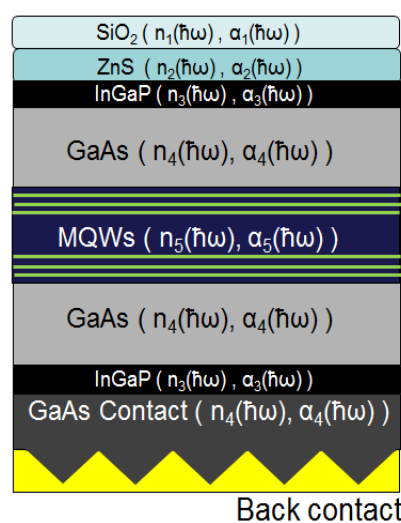 SiO₂ ( n₁(ħω) , α₁(ħω) )
ZnS ( n₂(ħω) , α₂(ħω) )
InGaP ( n₃(ħω) , α₃(ħω) )
GaAs ( n₄(ħω), α₄(ħω) )
MQWs ( n₅(ħω), α₅(ħω) )
GaAs ( n₄(ħω), α₄(ħω) )
InGaP ( n₃(ħω) , α₃(ħω) )
GaAs Contact ( n₄(ħω), α₄(ħω) )
Back contact